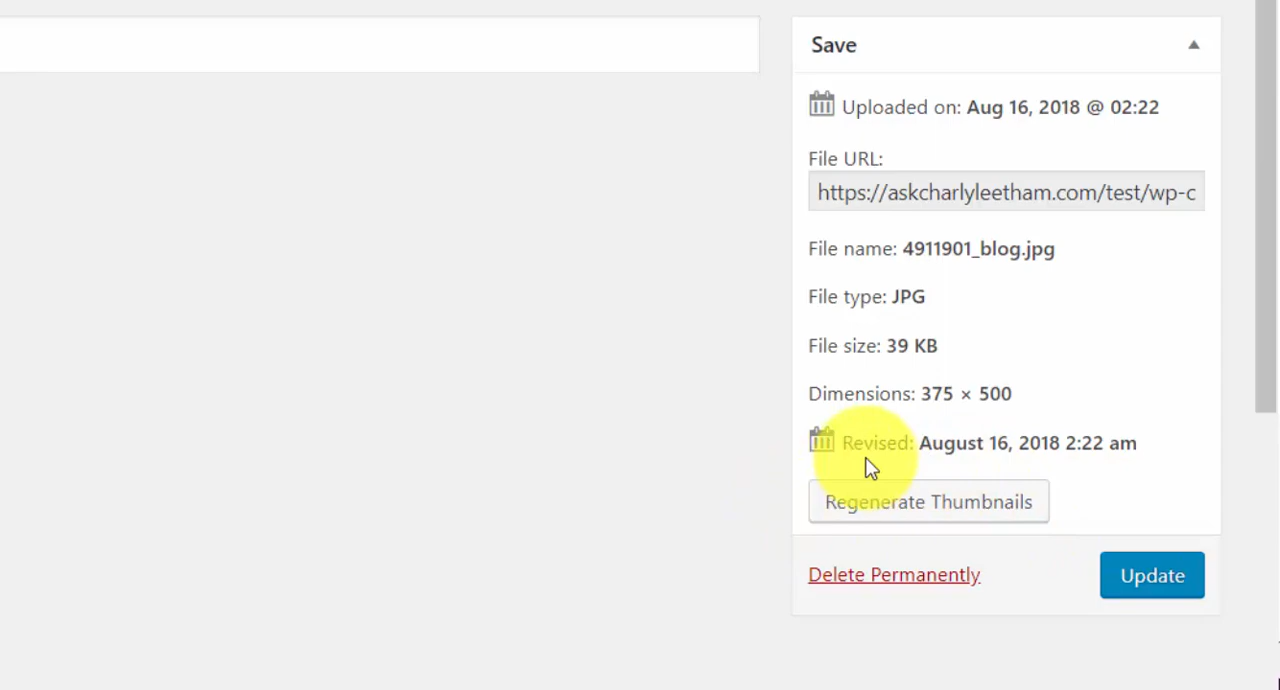 Save
Uploaded on: Aug 16, 2018 @ 02:22
File URL:
https://askcharlyleetham.com/test/wp-c
File name: 4911901_blog.jpg
File type: JPG
File size: 39 KB
Dimensions: 375 × 500
Revised: August 16, 2018 2:22 am
Regenerate Thumbnails
Delete Permanently
Update